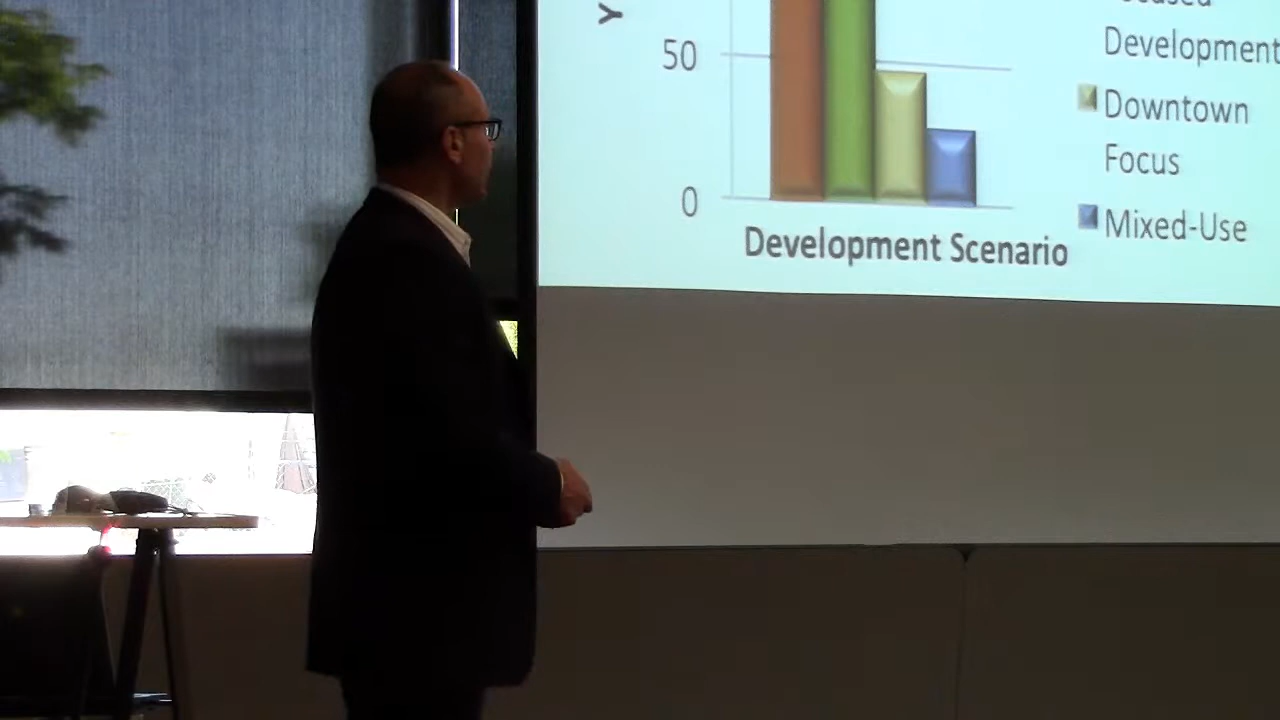 Y
50
Development
Downtown
Focus
0
Mixed-Use
Development Scenario